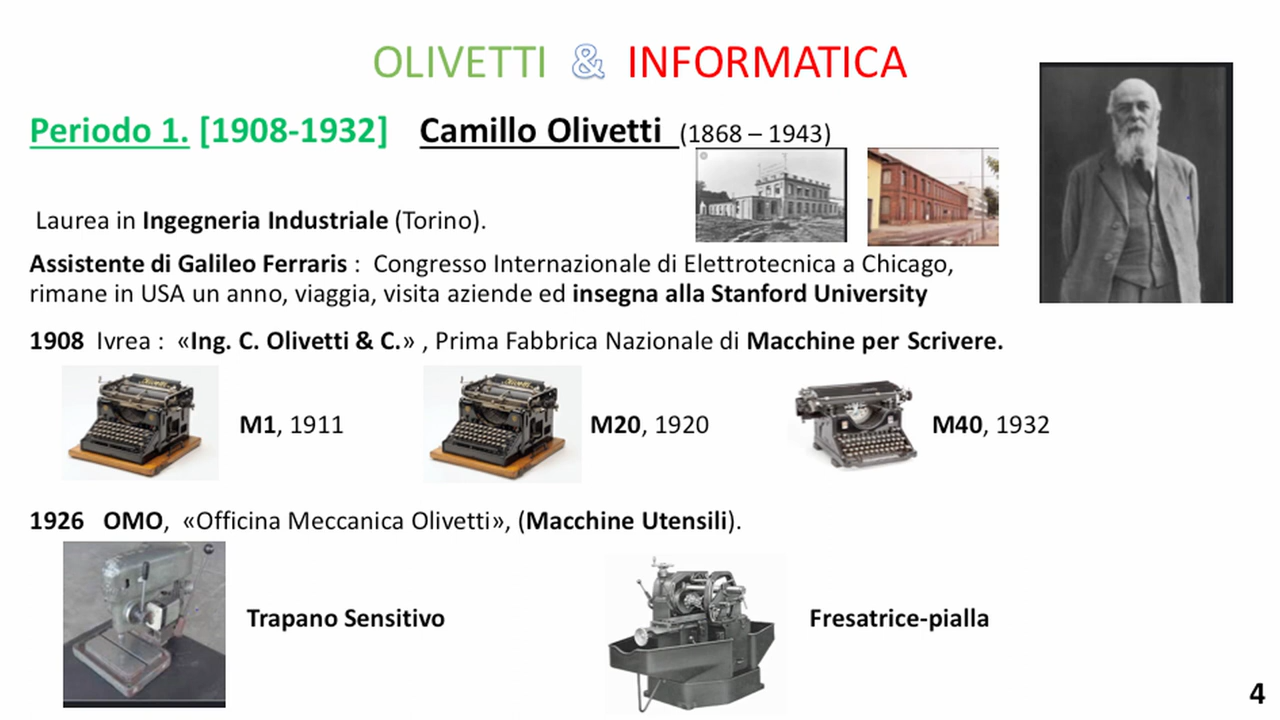 OLIVETTI & INFORMATICA
Periodo 1. [1908-1932] Camillo Olivetti (1868 – 1943)
Laurea in Ingegneria Industriale (Torino).
Assistente di Galileo Ferraris : Congresso Internazionale di Elettrotecnica a Chicago,
rimane in USA un anno, viaggia, visita aziende ed insegna alla Stanford University
1908 Ivrea : «Ing. C. Olivetti & C.» , Prima Fabbrica Nazionale di Macchine per Scrivere.
M1, 1911 M20, 1920 M40, 1932
1926 OMO, «Officina Meccanica Olivetti», (Macchine Utensili).
Trapano Sensitivo Fresatrice-pialla
4